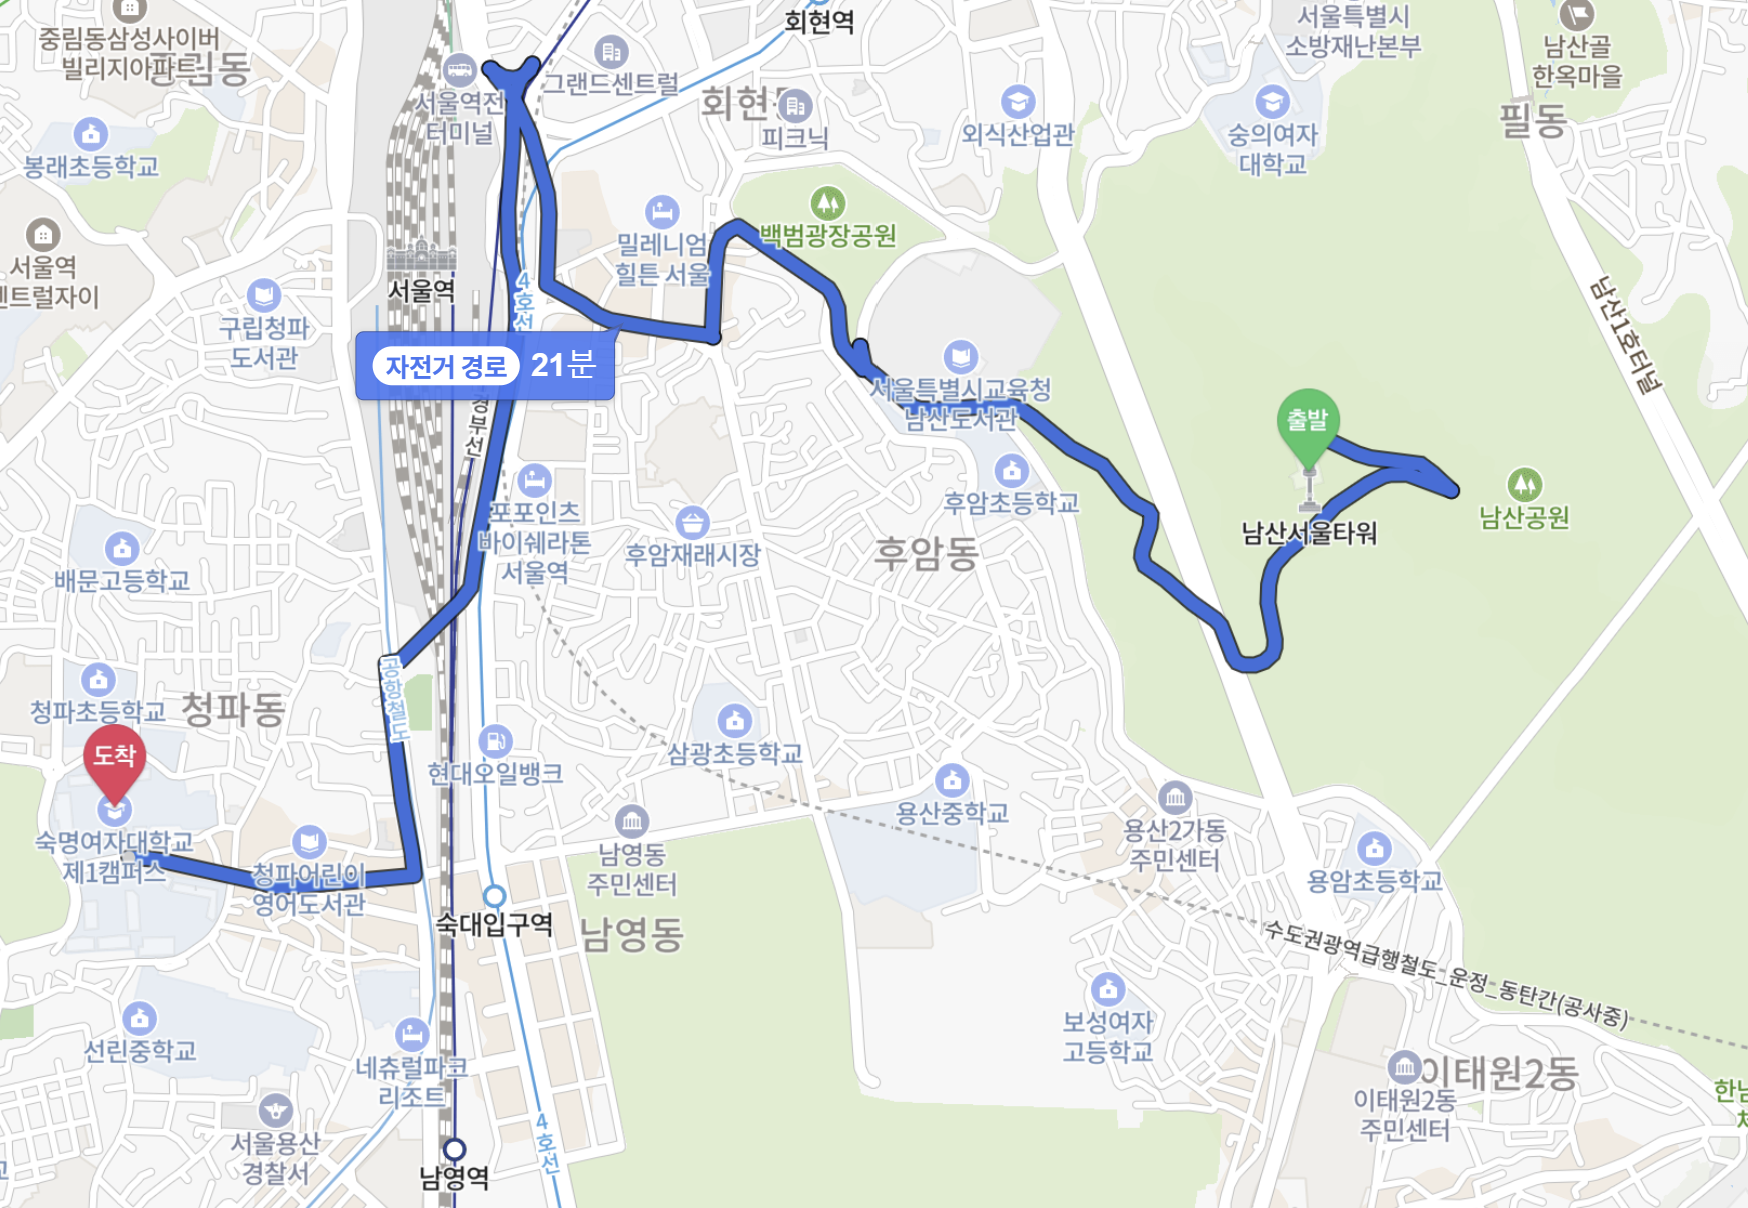 회현역
서울특별시
소방재난본부
남산골
한옥마을
중림동삼성사이버
빌리지아파트
서울역전
터미널
그랜드센트럴
회현동
피크닉
외식산업관
숭의여자
대학교
필동
봉래초등학교
밀레니엄
힐튼 서울
백범광장공원
서울역
센트럴자이
서울역
4호선
구립청파
도서관
남산1호터널
자전거 경로 21분
경부선
서울특별시교육청
남산도서관
출발
후암초등학교
남산공원
남산서울타워
포포인츠
바이쉐라톤
서울역
후암재래시장
후암동
배문고등학교
공항철도
청파초등학교
청파동
도착
삼광초등학교
현대오일뱅크
숙명여자대학교
제1캠퍼스
청파어린이
영어도서관
용산중학교
용산2가동
주민센터
남영동
주민센터
용암초등학교
숙대입구역
남영동
수도권광역급행철도_운정_동탄간(공사중)
선린중학교
네츄럴파크
리조트
보성여자
고등학교
이태원2동
이태원2동
주민센터
4호선
서울용산
경찰서
남영역